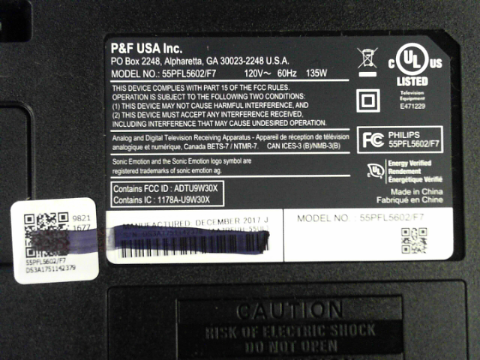 P&F USA Inc.
PO Box 2248, Alpharetta, GA 30023-2248 U.S.A.
MODEL NO.: 55PFL5602/F7 120V~ 60Hz 135W
THIS DEVICE COMPLIES WITH PART 15 OF THE FCC RULES.
OPERATION IS SUBJECT TO THE FOLLOWING TWO CONDITIONS:
(1) THIS DEVICE MAY NOT CAUSE HARMFUL INTERFERENCE, AND
(2) THIS DEVICE MUST ACCEPT ANY INTERFERENCE RECEIVED,
INCLUDING INTERFERENCE THAT MAY CAUSE UNDESIRED OPERATION.
Analog and Digital Television Receiving Apparatus - Appareil de réception de télévision
analogique et numérique, Canada BETS-7 / NTMR-7. CAN ICES-3 (B)/NMB-3(B)
Sonic Emotion and the Sonic Emotion logo symbol are
registered trademarks of sonic emotion ag.
Contains FCC ID : ADTU9W30X
Contains IC : 1178A-U9W30X
C UL US
LISTED
Television
Equipment
E471229
FC PHILIPS
55PFL5602/F7
UL Energy Verified
Rendement
Énergétique Vérifié
Made in China
Fabriqué en Chine
MANUFACTURED DECEMBER 2017
MODEL NO : 55PFL5602/F7
9821
1677
55PFL5602/F7
DS3A1751142379
CAUTION
RISK OF ELECTRIC SHOCK
DO NOT OPEN